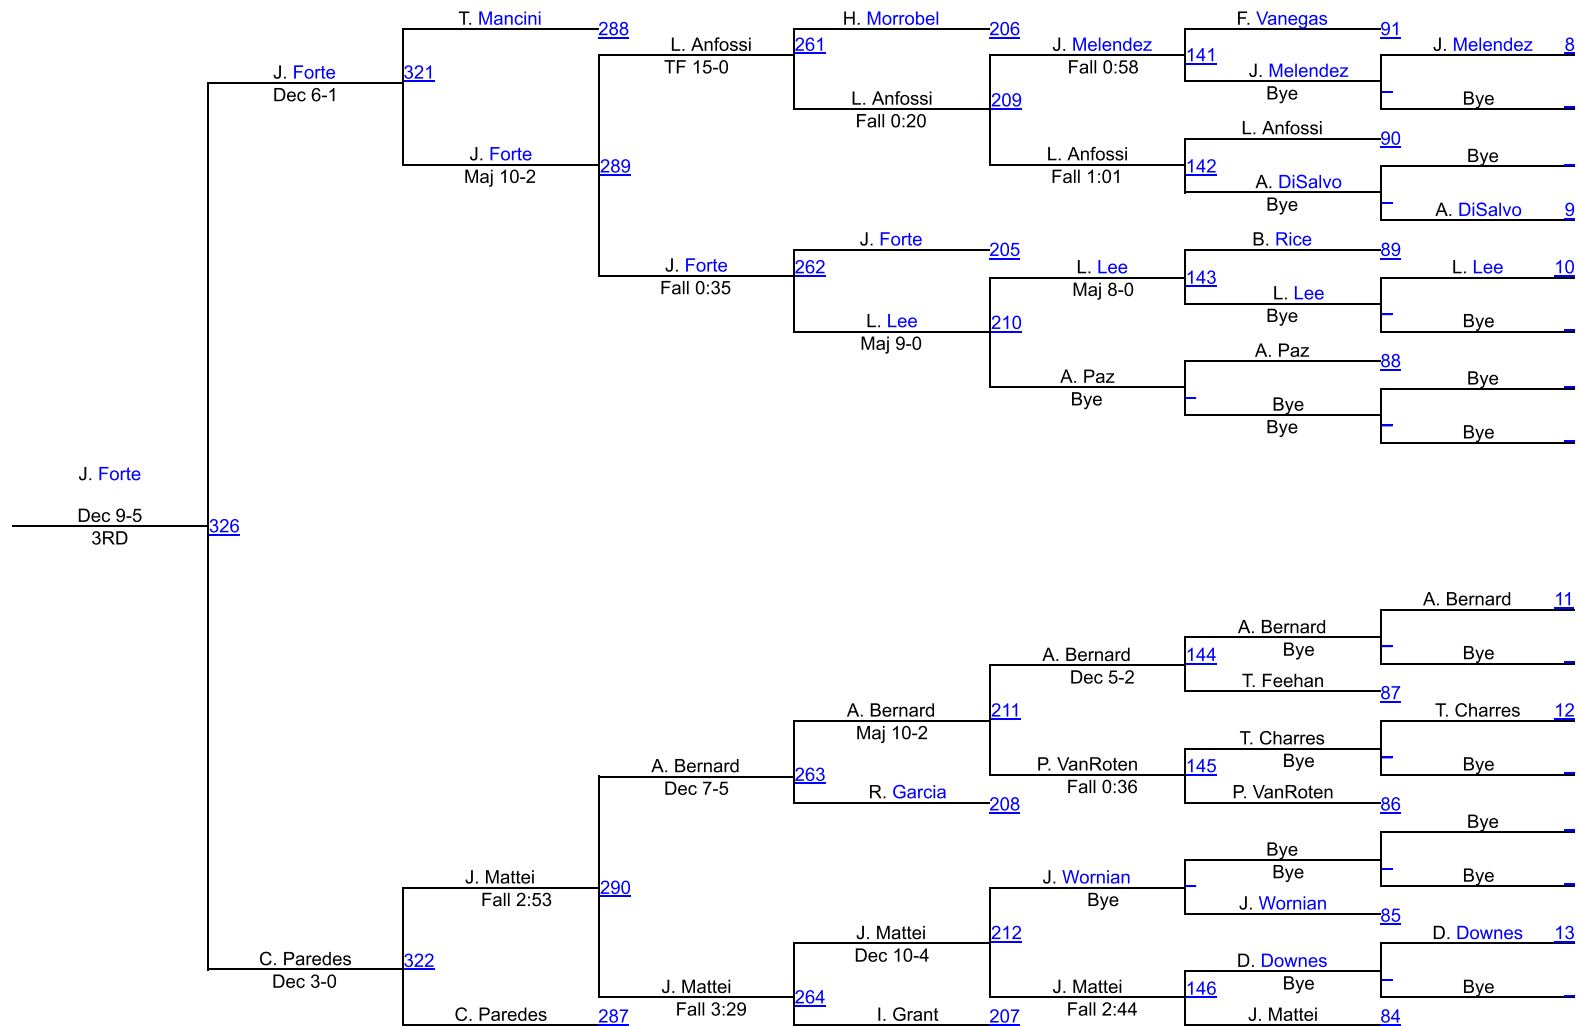 T. Mancini
288
H. Morrobel
206
F. Vanegas
91
L. Anfossi
261
J. Melendez
J. Melendez
8
TF 15-0
Fall 0:58
141
J. Forte
321
J. Melendez
Dec 6-1
L. Anfossi
209
Bye
Bye
Fall 0:20
L. Anfossi
90
J. Forte
289
L. Anfossi
142
Bye
Maj 10-2
Fall 1:01
A. DiSalvo
Bye
A. DiSalvo
9
J. Forte
205
B. Rice
89
J. Forte
262
L. Lee
143
L. Lee
10
Fall 0:35
Maj 8-0
L. Lee
L. Lee
210
Bye
Bye
Maj 9-0
A. Paz
88
A. Paz
Bye
Bye
Bye
Bye
Bye
J. Forte
Dec 9-5
326
3RD
A. Bernard
11
A. Bernard
A. Bernard
144
Bye
Bye
Dec 5-2
T. Feehan
87
A. Bernard
211
T. Charres
12
Maj 10-2
T. Charres
A. Bernard
263
P. VanRoten
145
Bye
Bye
Dec 7-5
Fall 0:36
R. Garcia
208
P. VanRoten
86
Bye
Bye
J. Mattei
290
J. Wornian
Bye
Bye
Fall 2:53
Bye
J. Wornian
85
J. Mattei
212
D. Downes
13
C. Paredes
322
Dec 10-4
D. Downes
Dec 3-0
J. Mattei
264
J. Mattei
146
Bye
Bye
Fall 3:29
Fall 2:44
C. Paredes
287
I. Grant
207
J. Mattei
84